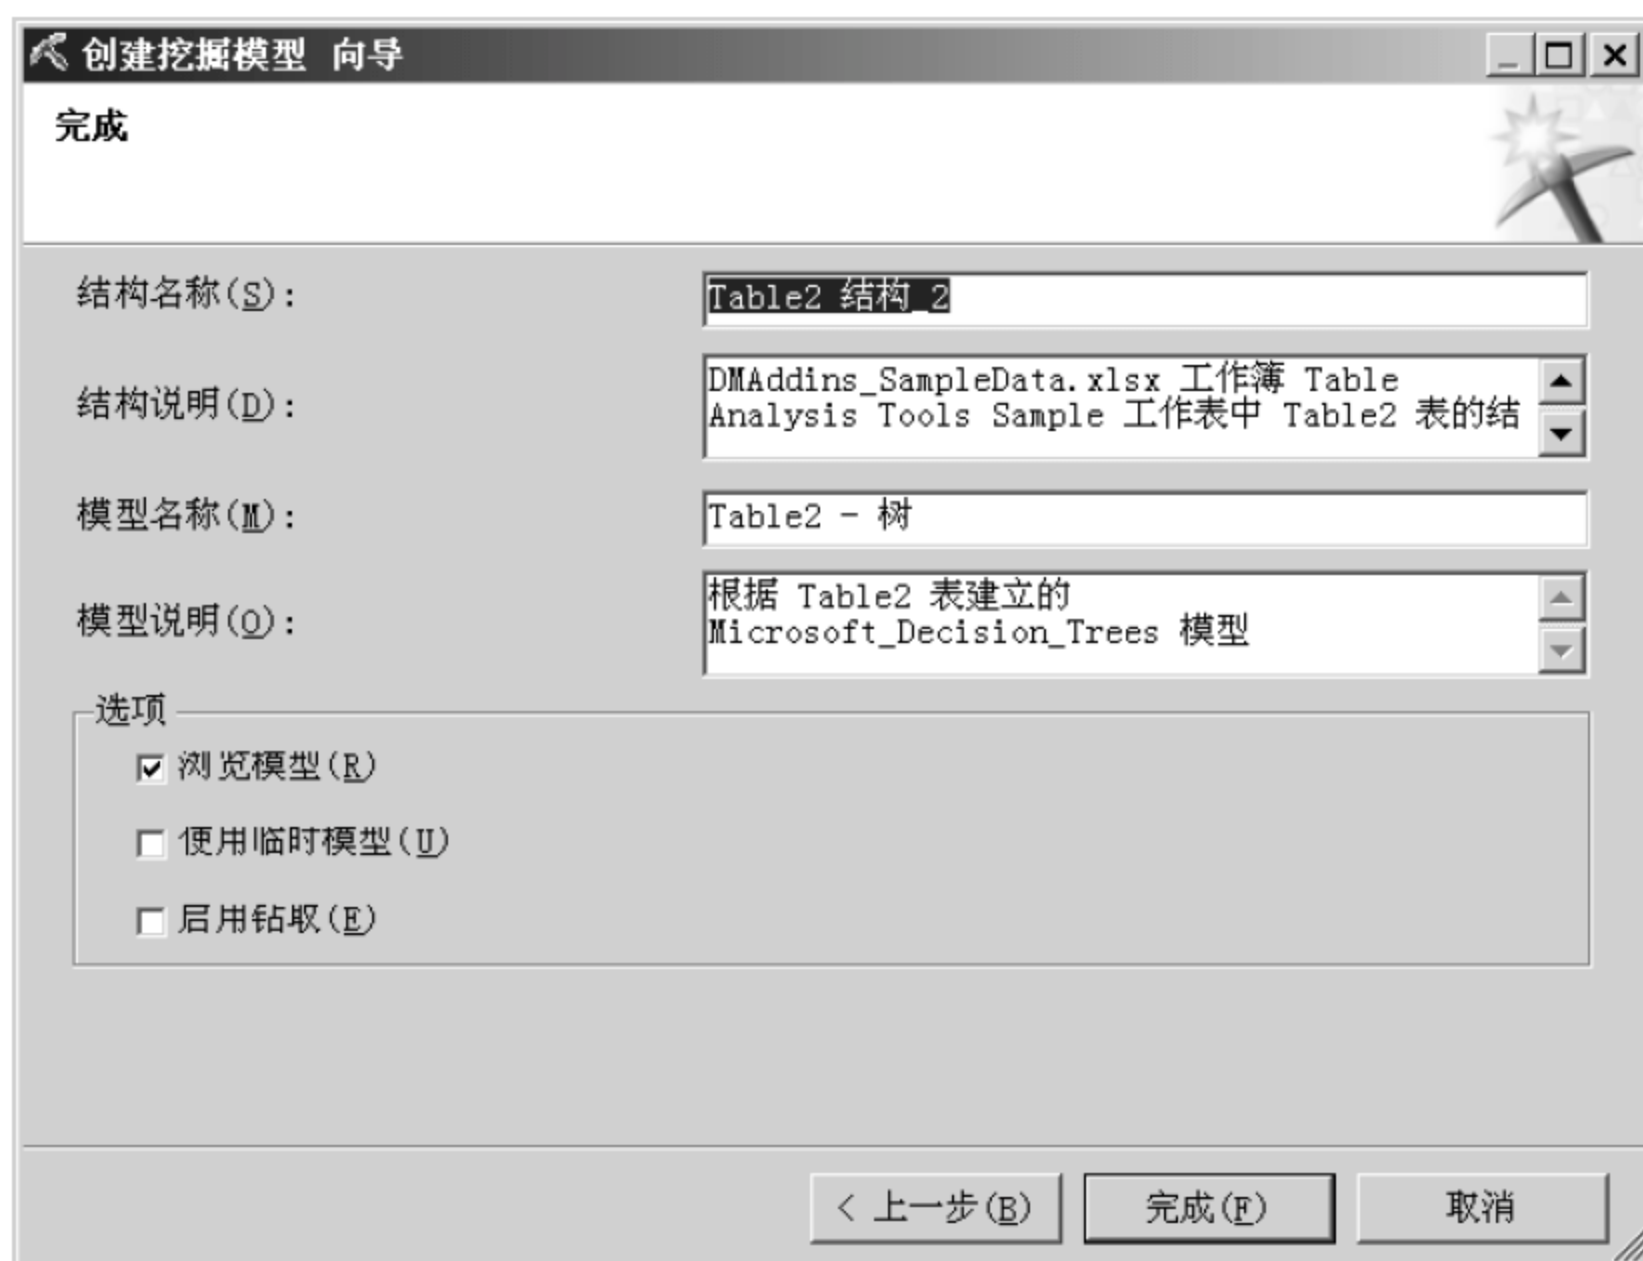 创建挖掘模型 向导
完成
结构名称(S):
Table2 结构_2
结构说明(D):
DMAddins_SampleData.xlsx 工作簿 Table
Analysis Tools Sample 工作表中 Table2 表的结
模型名称(M):
Table2 - 树
模型说明(O):
根据 Table2 表建立的
Microsoft_Decision_Trees 模型
选项
浏览模型(R)
使用临时模型(U)
启用钻取(E)
< 上一步(B)
完成(F)
取消